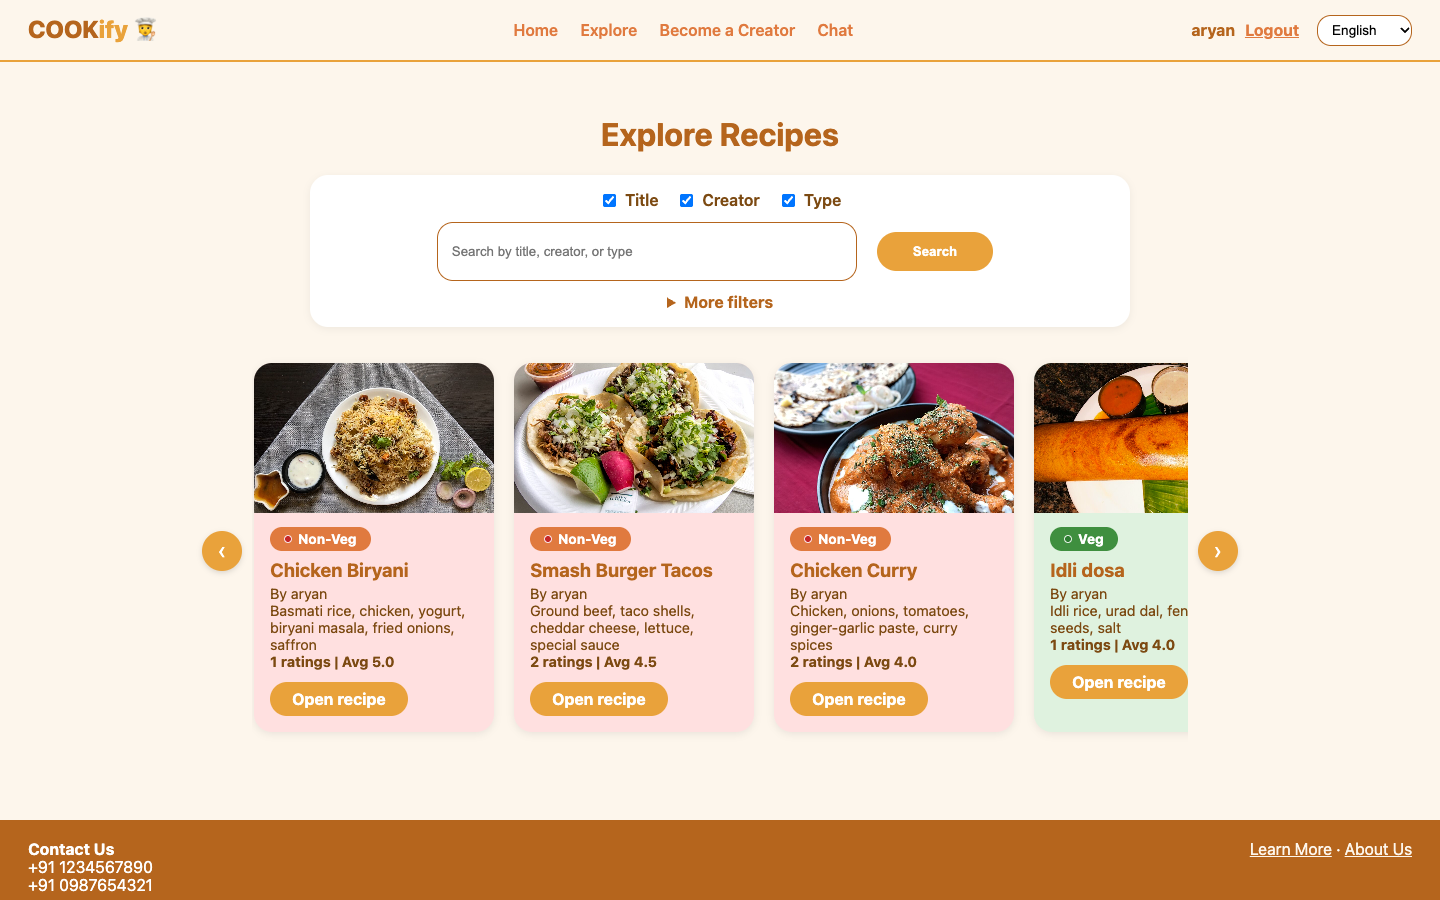 COOKify
Home Explore Become a Creator Chat
aryan Logout English
Explore Recipes
Title Creator Type
Search by title, creator, or type
Search
More filters
Non-Veg
Chicken Biryani
By aryan
Basmati rice, chicken, yogurt,
biryani masala, fried onions,
saffron
1 ratings | Avg 5.0
Open recipe
Non-Veg
Smash Burger Tacos
By aryan
Ground beef, taco shells,
cheddar cheese, lettuce,
special sauce
2 ratings | Avg 4.5
Open recipe
Non-Veg
Chicken Curry
By aryan
Chicken, onions, tomatoes,
ginger-garlic paste, curry
spices
2 ratings | Avg 4.0
Open recipe
Veg
Idli dosa
By aryan
Idli rice, urad dal, fen
seeds, salt
1 ratings | Avg 4.0
Open recipe
Contact Us
+91 1234567890
+91 0987654321
Learn More · About Us